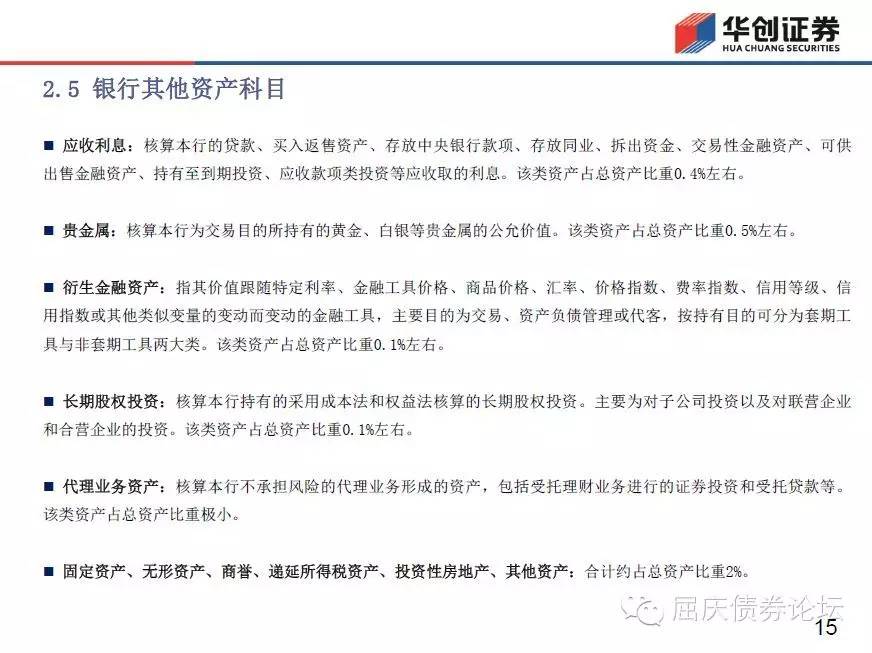 华创证券
HUA CHUANG SECURITIES
2.5 银行其他资产科目
■ 应收利息：核算本行的贷款、买入返售资产、存放中央银行款项、存放同业、拆出资金、交易性金融资产、可供
出售金融资产、持有至到期投资、应收款项类投资等应收取的利息。该类资产占总资产比重0.4%左右。
■ 贵金属：核算本行为交易目的所持有的黄金、白银等贵金属的公允价值。该类资产占总资产比重0.5%左右。
■ 衍生金融资产：指其价值跟随特定利率、金融工具价格、商品价格、汇率、价格指数、费率指数、信用等级、信
用指数或其他类似变量的变动而变动的金融工具，主要目的为交易、资产负债管理或代客，按持有目的可分为套期工
具与非套期工具两大类。该类资产占总资产比重0.1%左右。
■ 长期股权投资：核算本行持有的采用成本法和权益法核算的长期股权投资。主要为对子公司投资以及对联营企业
和合营企业的投资。该类资产占总资产比重0.1%左右。
■ 代理业务资产：核算本行不承担风险的代理业务形成的资产，包括受托理财业务进行的证券投资和受托贷款等。
该类资产占总资产比重极小。
■ 固定资产、无形资产、商誉、递延所得税资产、投资性房地产、其他资产：合计约占总资产比重2%。
屈庆债券论坛
15